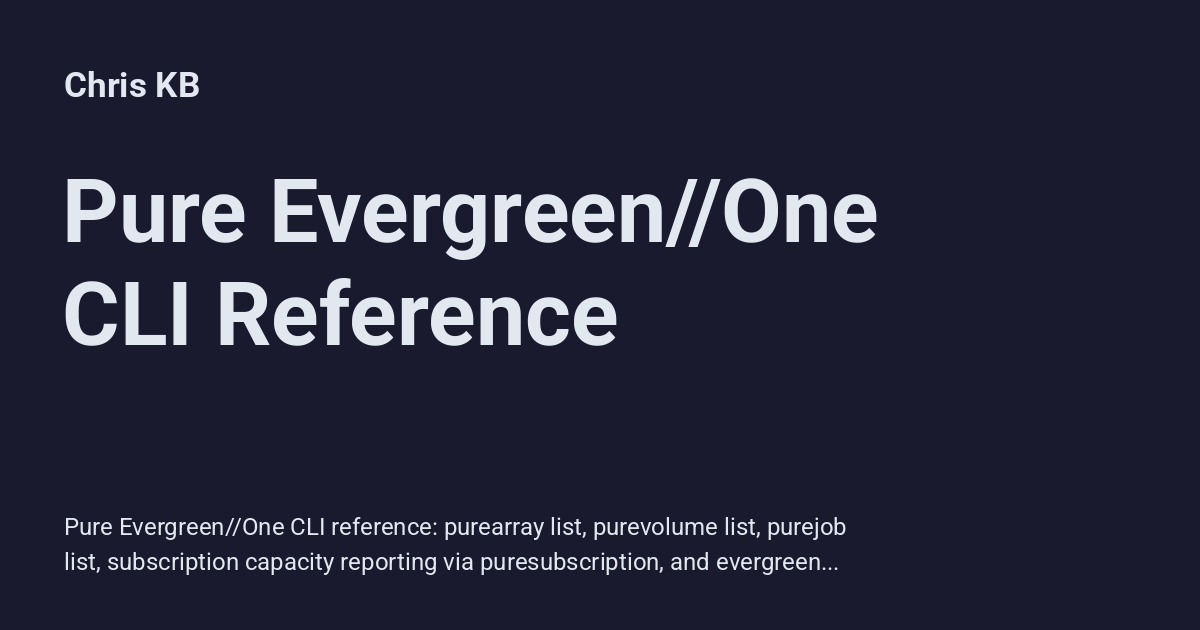 Chris KB
Pure Evergreen//One
CLI Reference
Pure Evergreen//One CLI reference: purearray list, purevolume list, purejob
list, subscription capacity reporting via puresubscription, and evergreen...